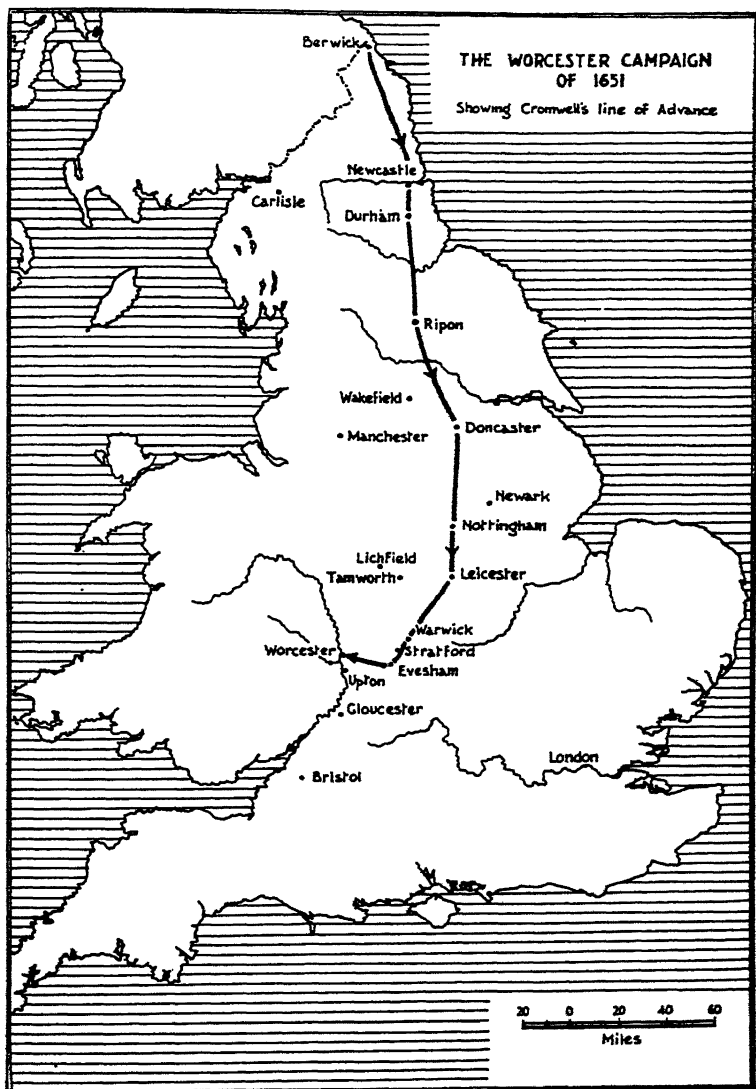 THE WORCESTER CAMPAIGN
OF 1651
Showing Cromwell's line of Advance
Berwick
Newcastle
Carlisle
Durham
Ripon
Wakefield
Doncaster
Manchester
Newark
Nottingham
Lichfield
Tamworth
Leicester
Warwick
Worcester
Stratford
Evesham
Upton
Gloucester
London
Bristol
20 0 20 40 60
Miles